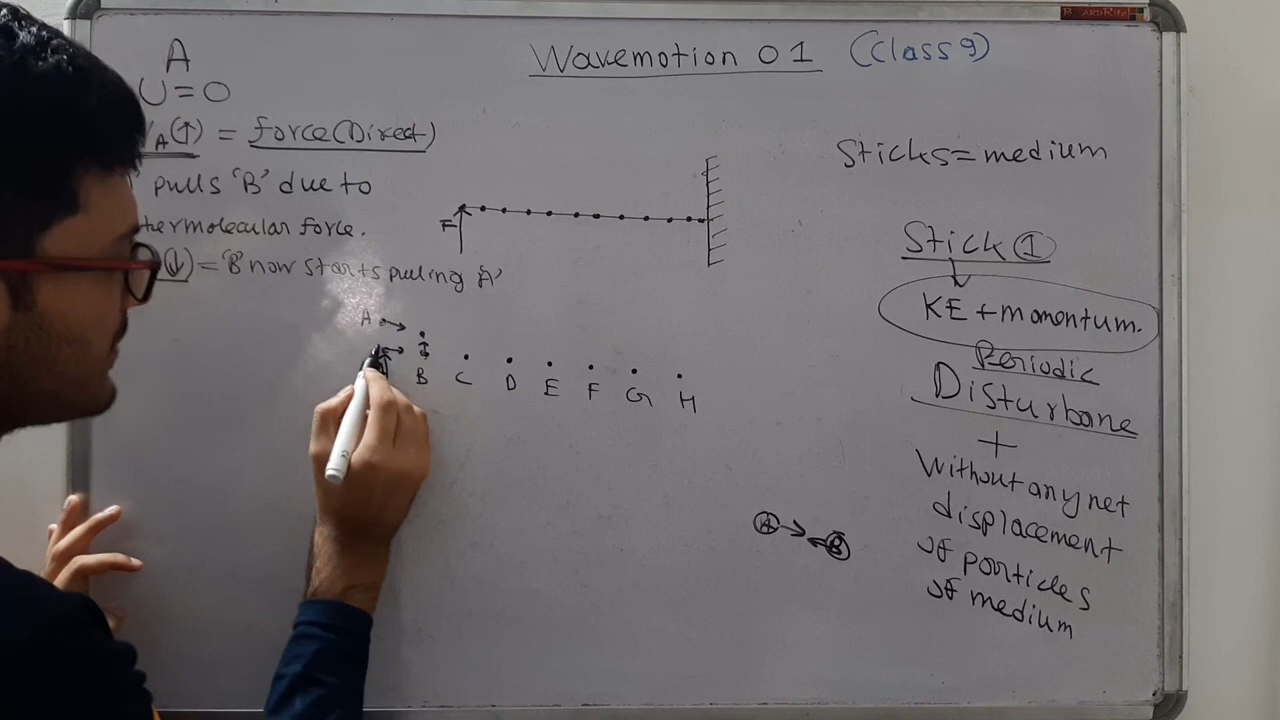 Wavemotion 01 (Class 9)
A
U=0
A(↑) = force(Direct)
pulls 'B' due to
termolecular force.
(↓) = B now starts pulling A'
F
A
B C D E F G H
Sticks=medium
Stick ①
KE + momentum.
Periodic
Disturbane
+
Without any net
displacement
of particles
of medium
A B